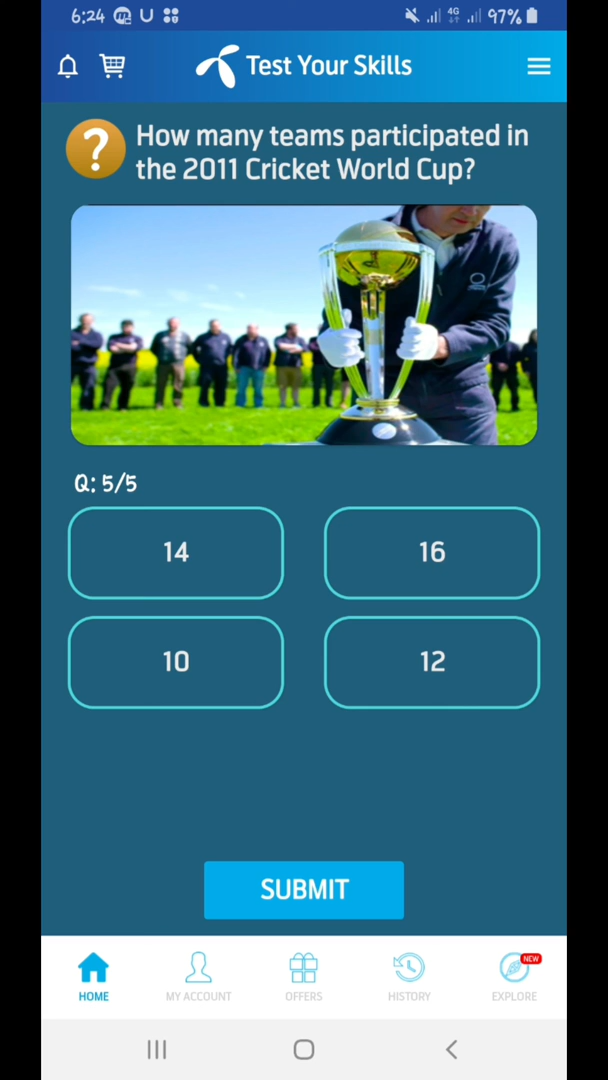 6:24 97%
4G
Test Your Skills
? How many teams participated in
the 2011 Cricket World Cup?
Q: 5/5
14 16
10 12
SUBMIT
NEW
HOME MY ACCOUNT OFFERS HISTORY EXPLORE